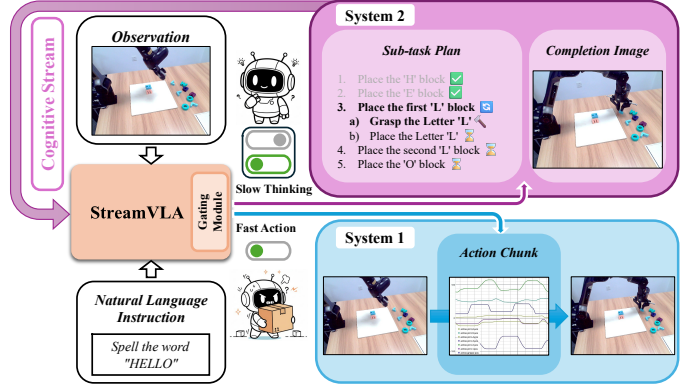 Cognitive Stream
Observation
StreamVLA
Gating
Module
Natural Language
Instruction
Spell the word
"HELLO"
Slow Thinking
Fast Action
System 2
Sub-task Plan
1. Place the 'H' block
2. Place the 'E' block
3. Place the first 'L' block
a) Grasp the Letter 'L'
b) Place the Letter 'L'
4. Place the second 'L' block
5. Place the 'O' block
Completion Image
System 1
Action Chunk